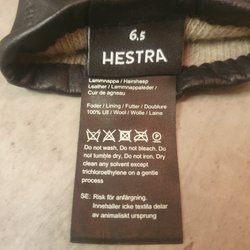 6,5
HESTRA
Lammnappa / Hairsheep
Leather / Lammnappaleder /
Cuir de agneau
Foder / Lining / Futter / Doublure
100% Ull / Wool / Wolle / Laine
Do not wash, Do not bleach, Do
not tumble dry, Do not iron, Dry
clean any solvent except
trichloroethylene on a gentle
process
SE: Risk för anfärgning.
Innehåller icke textila delar
av animaliskt ursprung